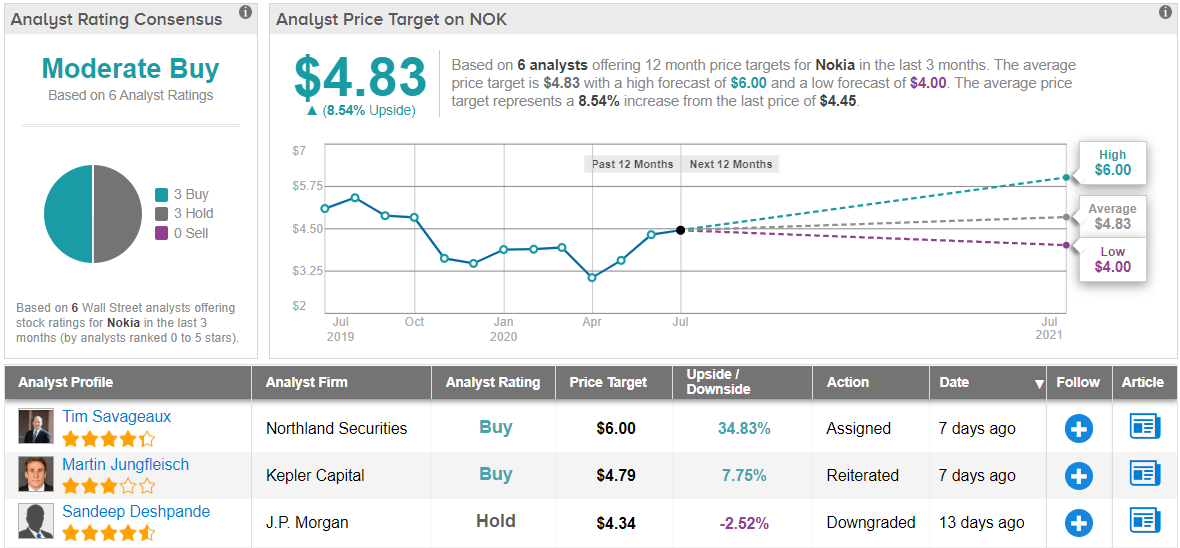 Analyst Rating Consensus
Moderate Buy
Based on 6 Analyst Ratings
3 Buy
3 Hold
0 Sell
Based on 6 Wall Street analysts offering
stock ratings for Nokia in the last 3
months (by analysts ranked 0 to 5 stars).
Analyst Price Target on NOK
$4.83
▲ (8.54% Upside)
Based on 6 analysts offering 12 month price targets for Nokia in the last 3 months. The average
price target is $4.83 with a high forecast of $6.00 and a low forecast of $4.00. The average price
target represents a 8.54% increase from the last price of $4.45.
$7
$5.75
$4.50
$3.25
$2
Past 12 Months
Next 12 Months
High
$6.00
Average
$4.83
Low
$4.00
Jul
2019
Oct
Jan
2020
Apr
Jul
Jul
2021
Analyst Profile Analyst Firm Analyst Rating Price Target Upside / Downside Action Date ▼ Follow Article
Tim Savageaux Northland Securities Buy $6.00 34.83% Assigned 7 days ago
Martin Jungfleisch Kepler Capital Buy $4.79 7.75% Reiterated 7 days ago
Sandeep Deshpande J.P. Morgan Hold $4.34 -2.52% Downgraded 13 days ago